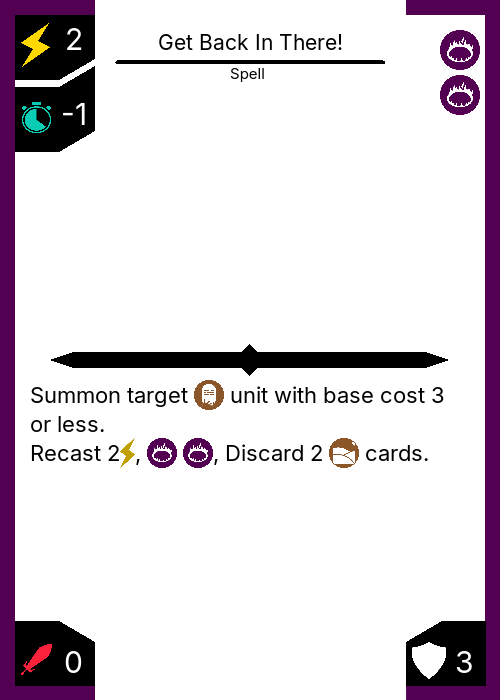 2
Get Back In There!
Spell
-1
Summon target unit with base cost 3
or less.
Recast 2, , Discard 2 cards.
0
3